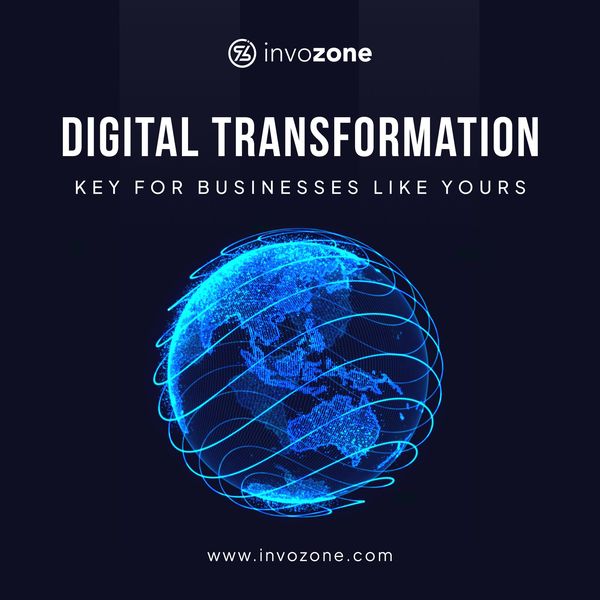 invozone
DIGITAL TRANSFORMATION
KEY FOR BUSINESSES LIKE YOURS
www.invozone.com